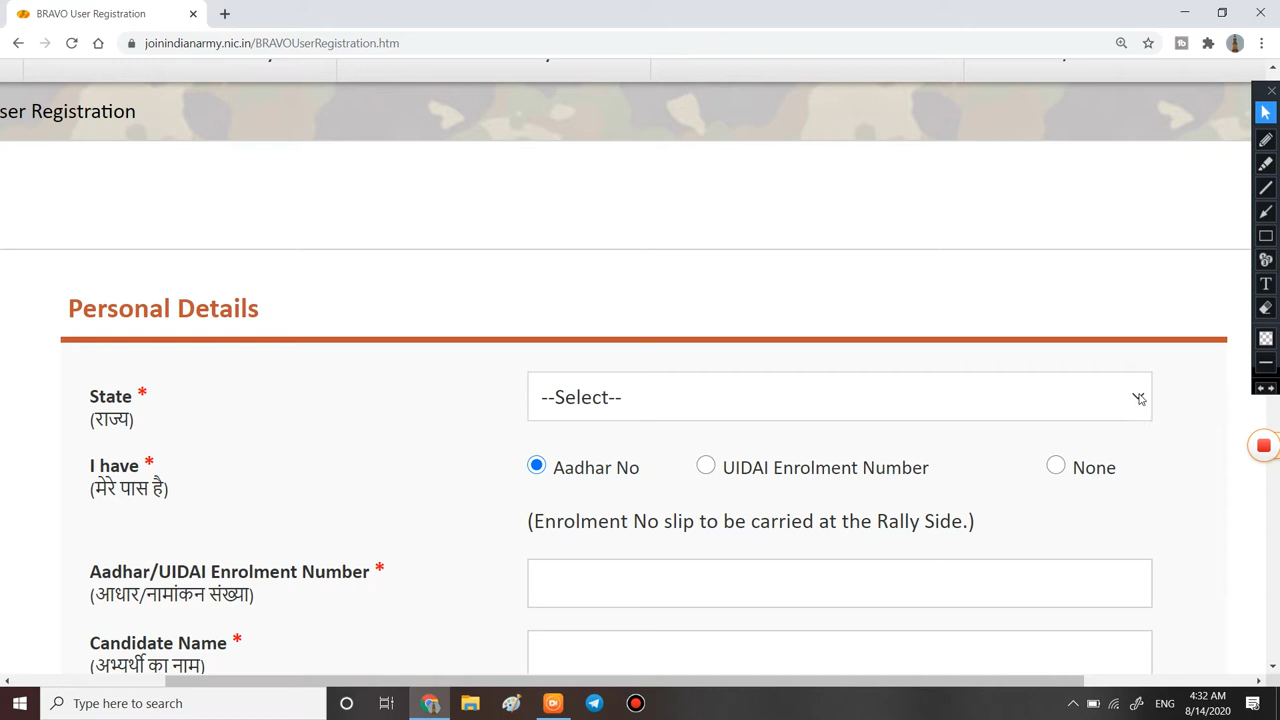 BRAVO User Registration
joinindianarmy.nic.in/BRAVOUserRegistration.htm
ser Registration
Personal Details
State *
(राज्य)
--Select--
I have *
(मेरे पास है)
Aadhar No
UIDAI Enrolment Number
None
(Enrolment No slip to be carried at the Rally Side.)
Aadhar/UIDAI Enrolment Number *
(आधार/नामांकन संख्या)
Candidate Name *
(अभ्यर्थी का नाम)
Type here to search
ENG
4:32 AM
8/14/2020